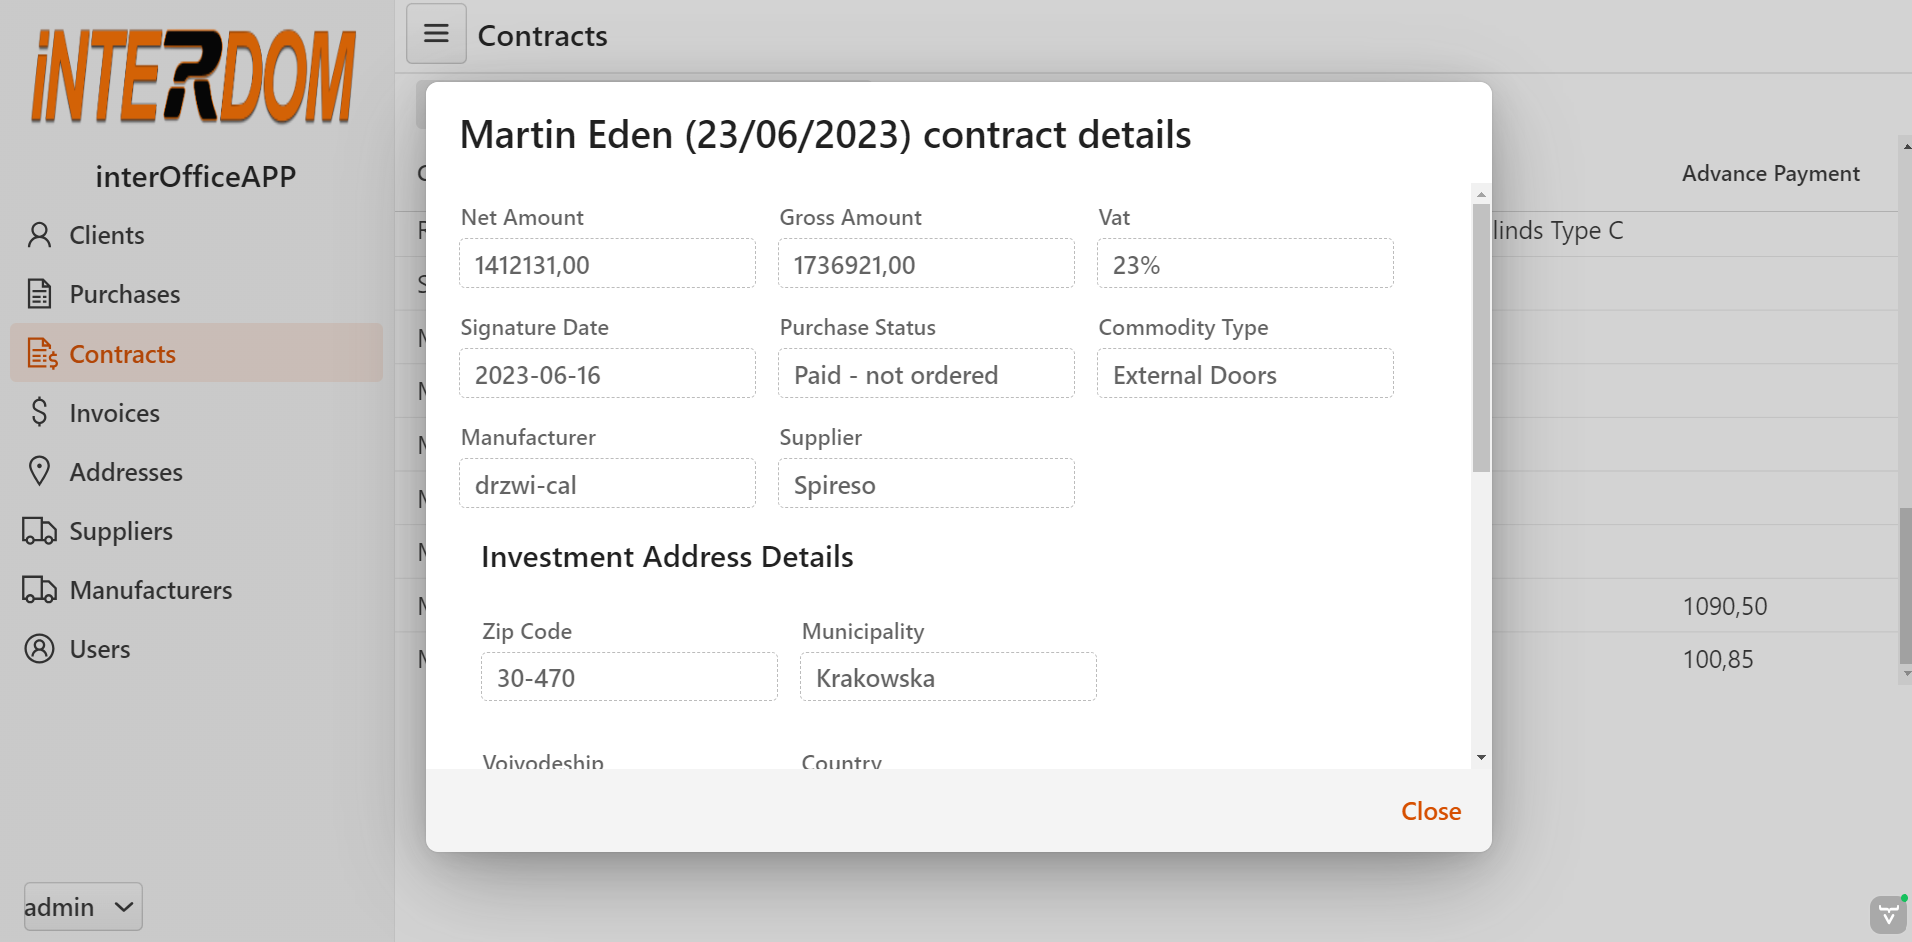 iNTERDOM
interOfficeAPP
Clients
Purchases
Contracts
Invoices
Addresses
Suppliers
Manufacturers
Users
admin
Contracts
Advance Payment
linds Type C
1090,50
100,85
Martin Eden (23/06/2023) contract details
Net Amount Gross Amount Vat
1412131,00 1736921,00 23%
Signature Date Purchase Status Commodity Type
2023-06-16 Paid - not ordered External Doors
Manufacturer Supplier
drzwi-cal Spireso
Investment Address Details
Zip Code Municipality
30-470 Krakowska
Voivodeship Country
Close